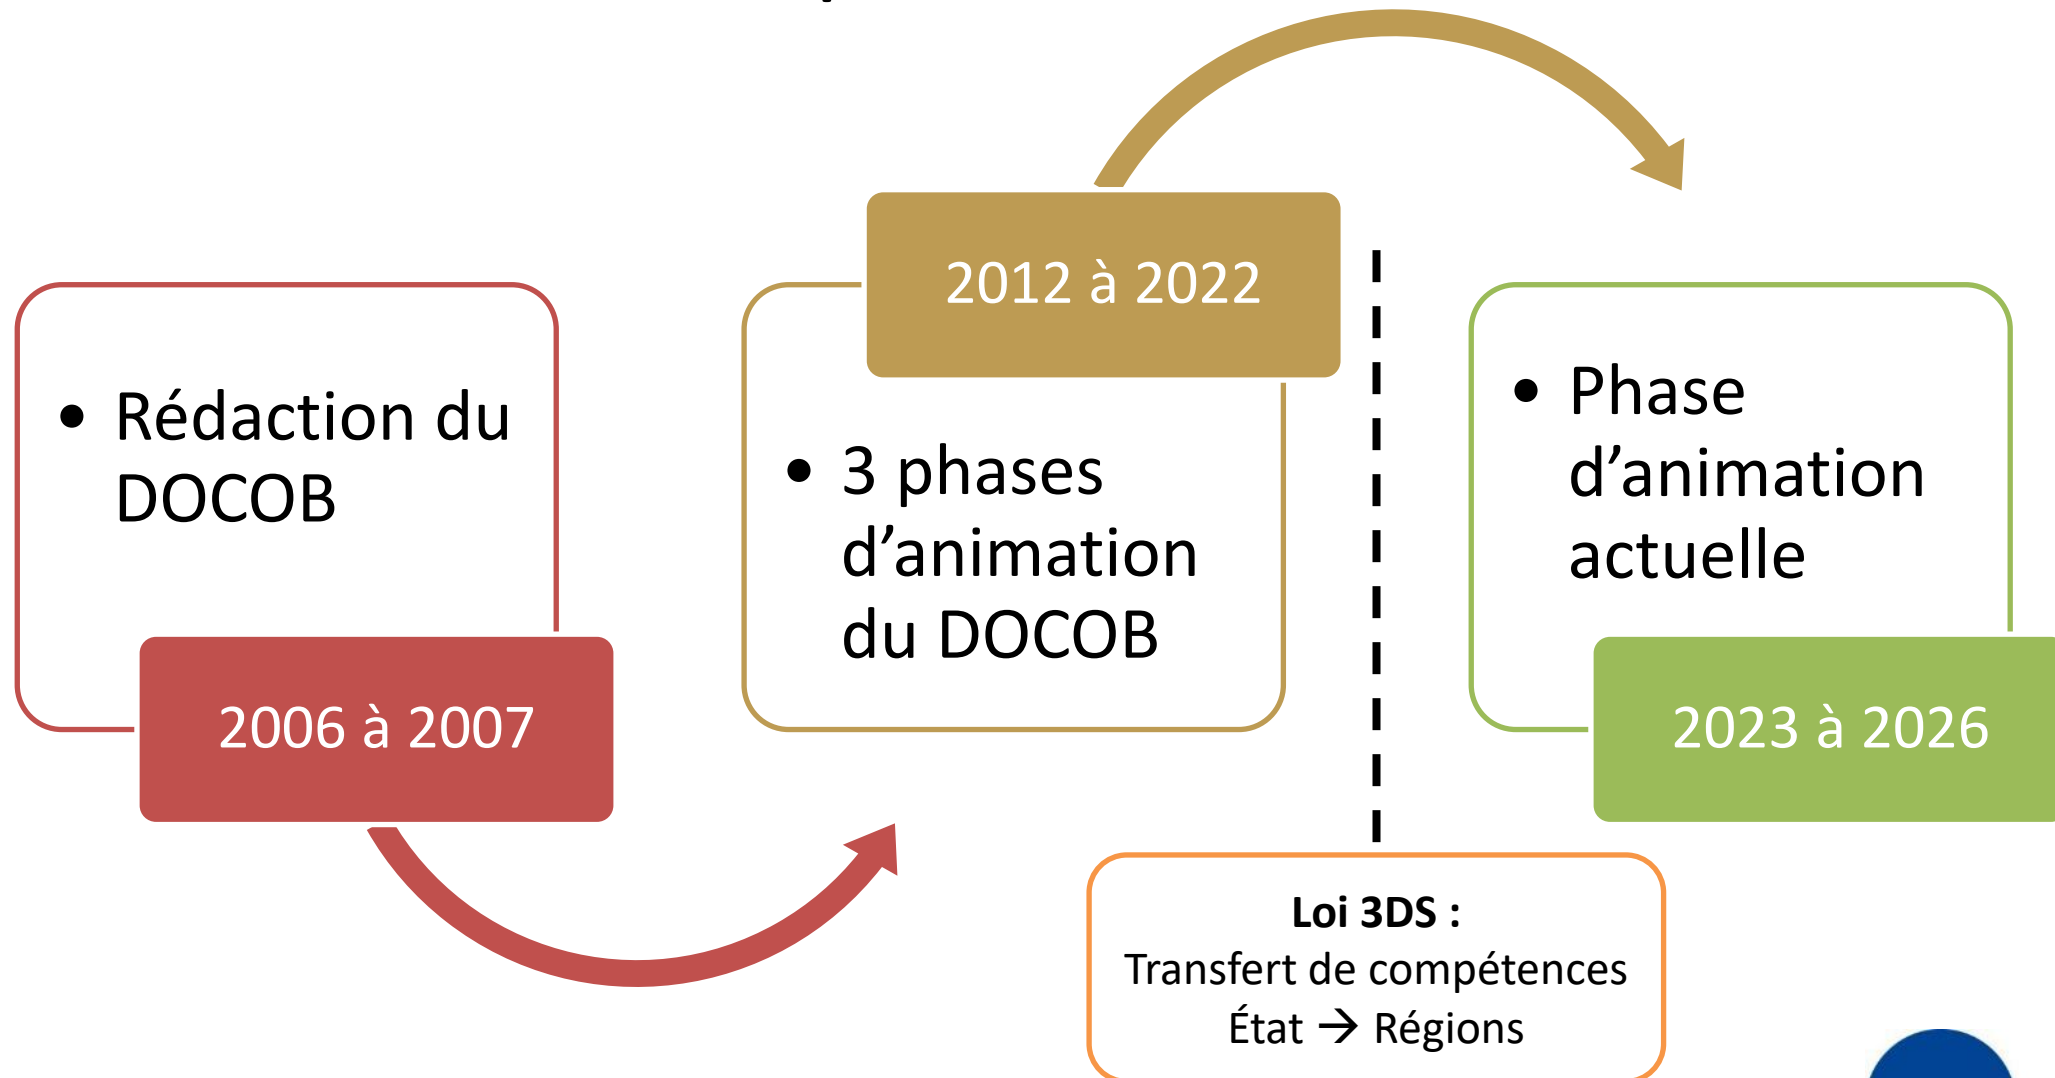 • Rédaction du
DOCOB
2006 à 2007
2012 à 2022
• 3 phases
d’animation
du DOCOB
• Phase
d’animation
actuelle
2023 à 2026
Loi 3DS :
Transfert de compétences
État → Régions